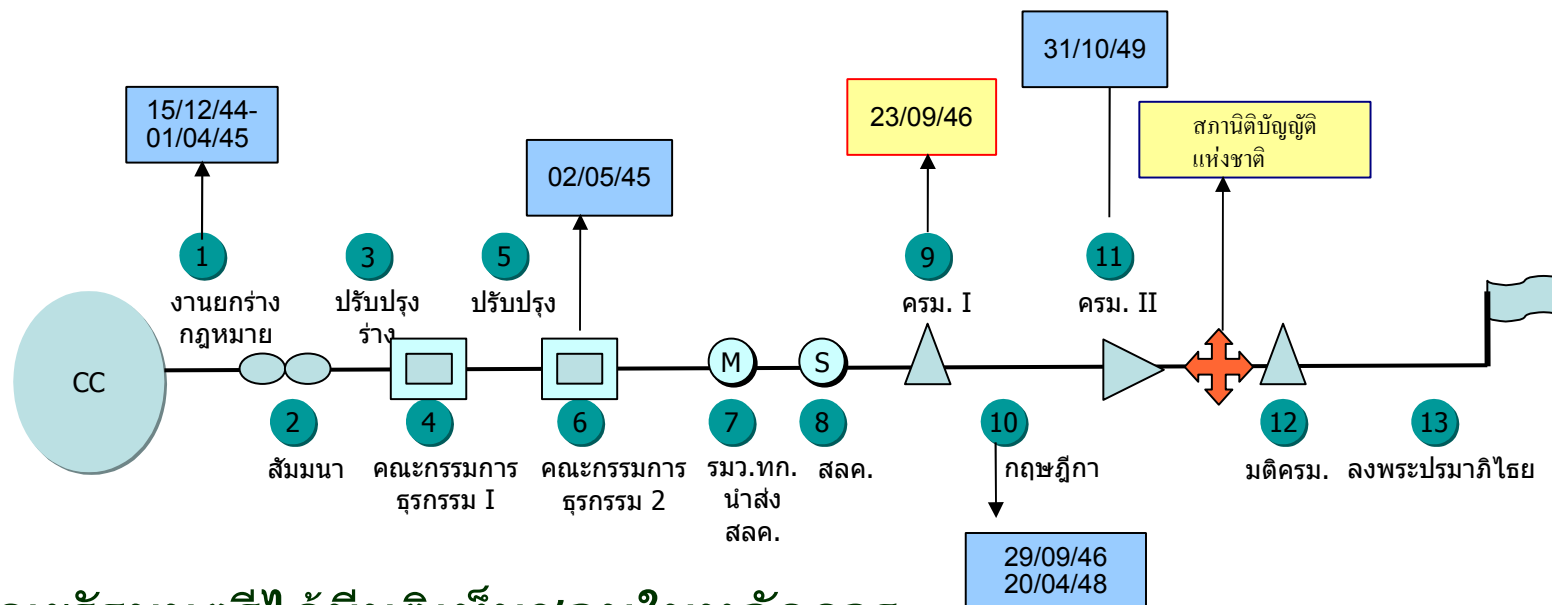 31/10/49
15/12/44-
01/04/45
23/09/46
สภานิติบัญญัติ
แห่งชาติ
02/05/45
1
3
5
9
11
งานยกร่าง
กฎหมาย
ปรับปรุง
ร่าง
ปรับปรุง
ครม. I
ครม. II
CC
M
S
2
4
6
7
8
10
12
13
สัมมนา
คณะกรรมการ
ธุรกรรม I
คณะกรรมการ
ธุรกรรม 2
รมว.ทก.
นำส่ง
สลค.
สลค.
กฤษฎีกา
มติครม.
ลงพระปรมาภิไธย
29/09/46
20/04/48